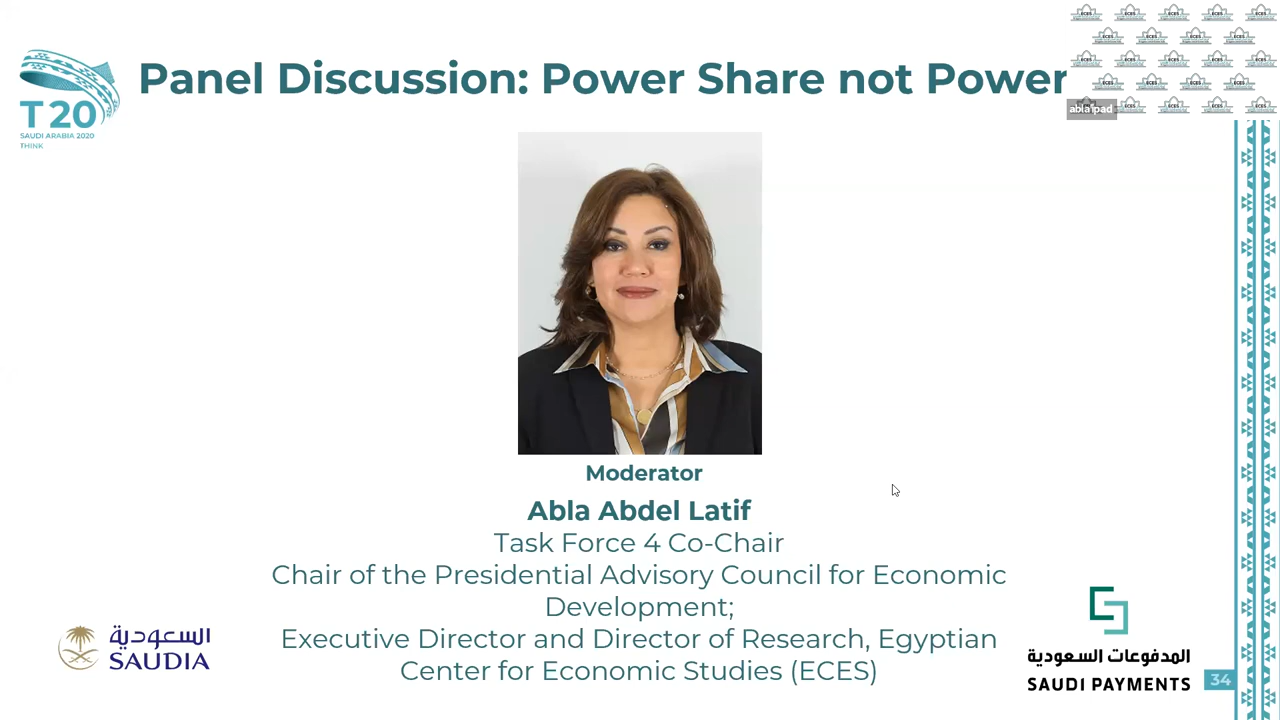 Panel Discussion: Power Share not Power
T20
SAUDI ARABIA 2020
THINK
abla ipad
Moderator
Abla Abdel Latif
Task Force 4 Co-Chair
Chair of the Presidential Advisory Council for Economic
Development;
Executive Director and Director of Research, Egyptian
Center for Economic Studies (ECES)
السعودية
SAUDIA
المدفوعات السعودية
SAUDI PAYMENTS
34